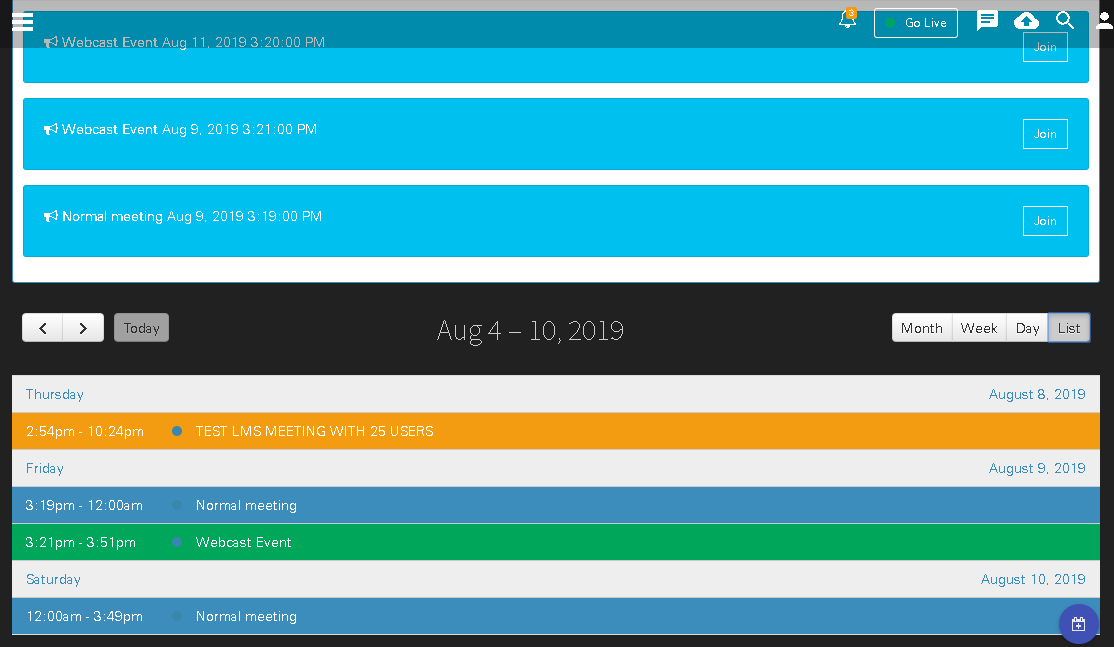 3
Go Live
Webcast Event Aug 11, 2019 3:20:00 PM
Join
Webcast Event Aug 9, 2019 3:21:00 PM
Join
Normal meeting Aug 9, 2019 3:19:00 PM
Join
Today
Aug 4 – 10, 2019
Month Week Day List
Thursday August 8, 2019
2:54pm - 10:24pm TEST LMS MEETING WITH 25 USERS
Friday August 9, 2019
3:19pm - 12:00am Normal meeting
3:21pm - 3:51pm Webcast Event
Saturday August 10, 2019
12:00am - 3:49pm Normal meeting